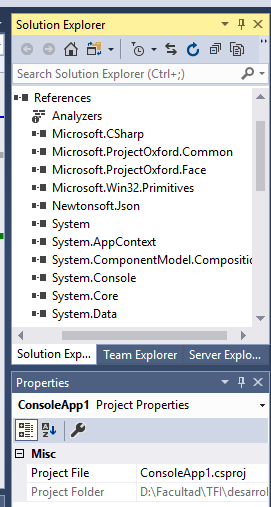 Solution Explorer
Search Solution Explorer (Ctrl+;)
References
Analyzers
Microsoft.CSharp
Microsoft.ProjectOxford.Common
Microsoft.ProjectOxford.Face
Microsoft.Win32.Primitives
Newtonsoft.Json
System
System.AppContext
System.ComponentModel.Compositio
System.Console
System.Core
System.Data
Solution Exp... Team Explorer Server Explo...
Properties
ConsoleApp1 Project Properties
Misc
Project File ConsoleApp1.csproj
Project Folder D:\Facultad\TFI\desarrol